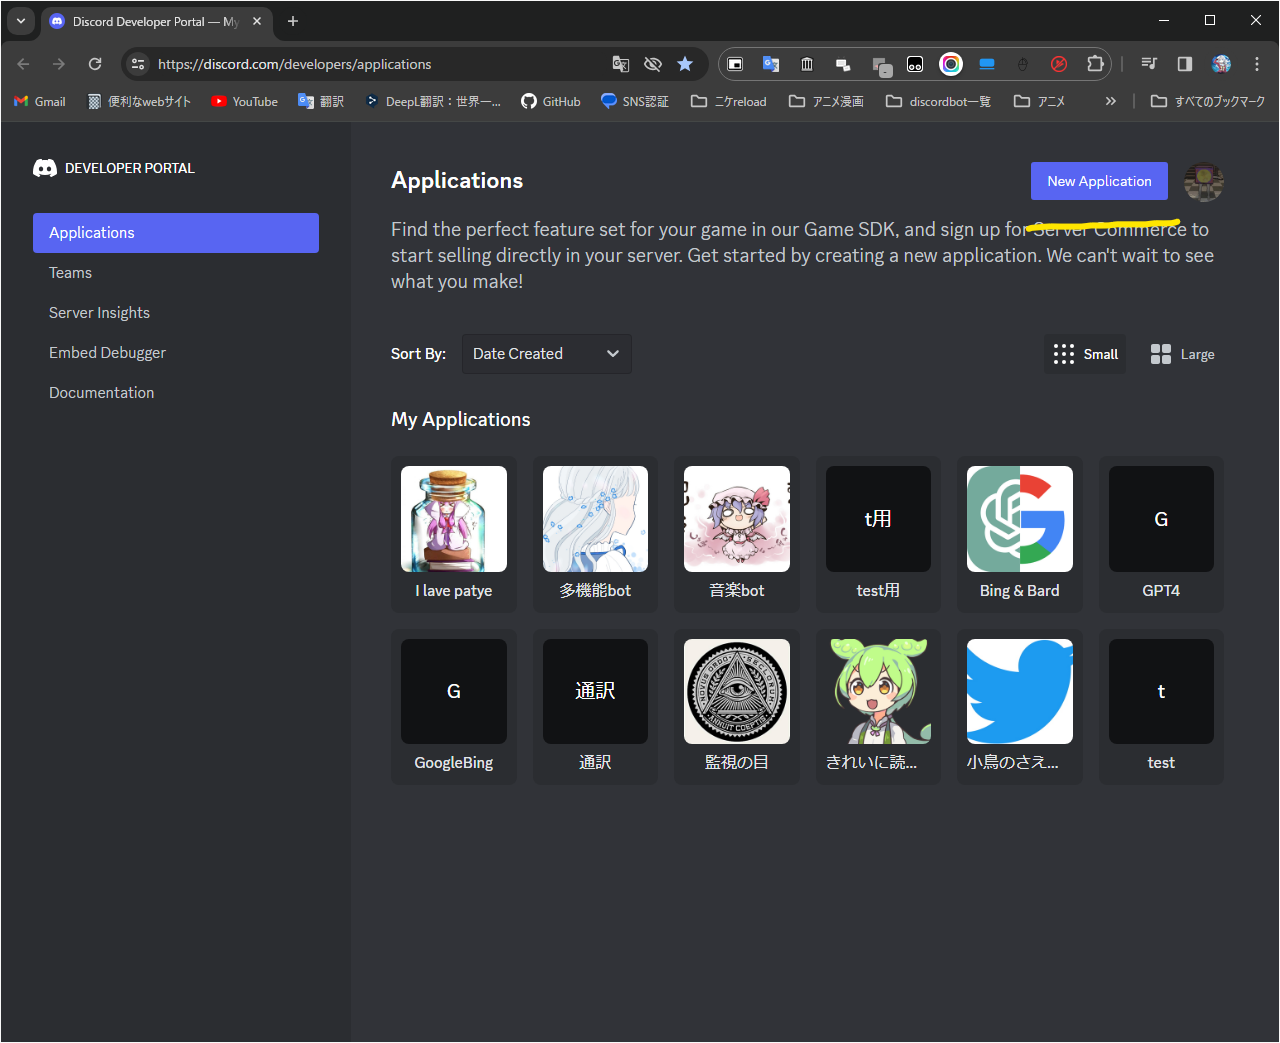 Discord Developer Portal — My
https://discord.com/developers/applications
Gmail
便利なwebサイト
YouTube
翻訳
DeepL翻訳：世界一...
GitHub
SNS認証
ニケreload
アニメ漫画
discordbot一覧
アニメ
すべてのブックマーク
DEVELOPER PORTAL
Applications
Teams
Server Insights
Embed Debugger
Documentation
Applications
New Application
Find the perfect feature set for your game in our Game SDK, and sign up for Server Commerce to
start selling directly in your server. Get started by creating a new application. We can't wait to see
what you make!
Sort By:
Date Created
Small
Large
My Applications
t用
G
I lave patye
多機能bot
音楽bot
test用
Bing & Bard
GPT4
G
通訳
NOVUS ORDO SECLORUM
ANNUIT COEPTIS
t
GoogleBing
通訳
監視の目
きれいに読...
小鳥のさえ...
test